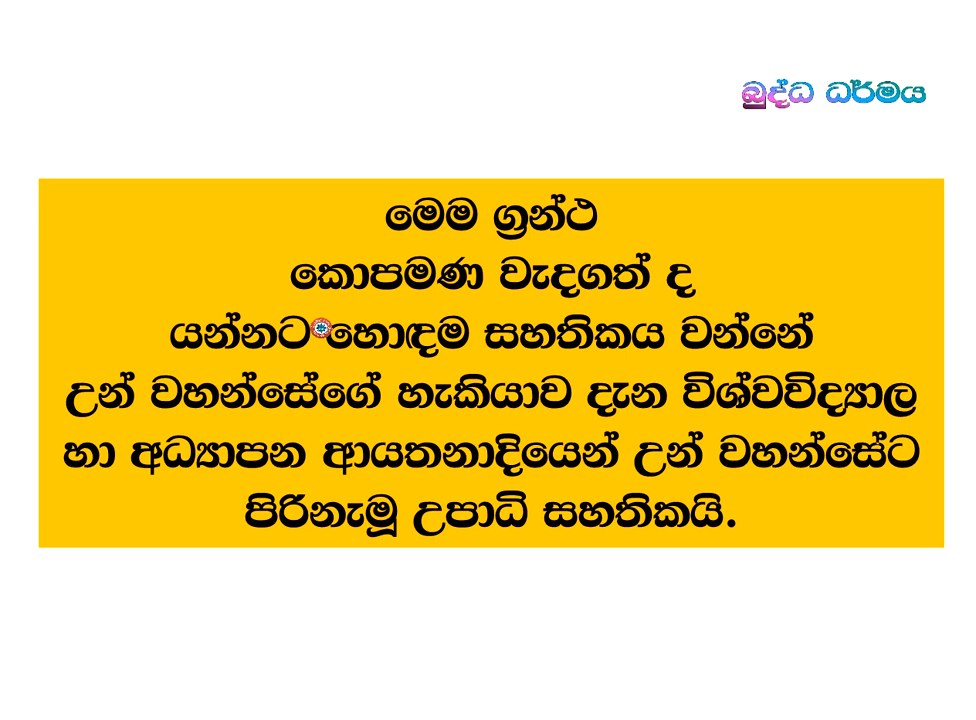 බුද්ධ ධර්මය
මෙම ග්‍රන්ථ
කොපමණ වැදගත් ද
යන්නට හොඳම සහතිකය වන්නේ
උන් වහන්සේගේ හැකියාව දැන විශ්වවිද්‍යාල
හා අධ්‍යාපන ආයතනාදියෙන් උන් වහන්සේට
පිරිනැමූ උපාධි සහතිකයි.